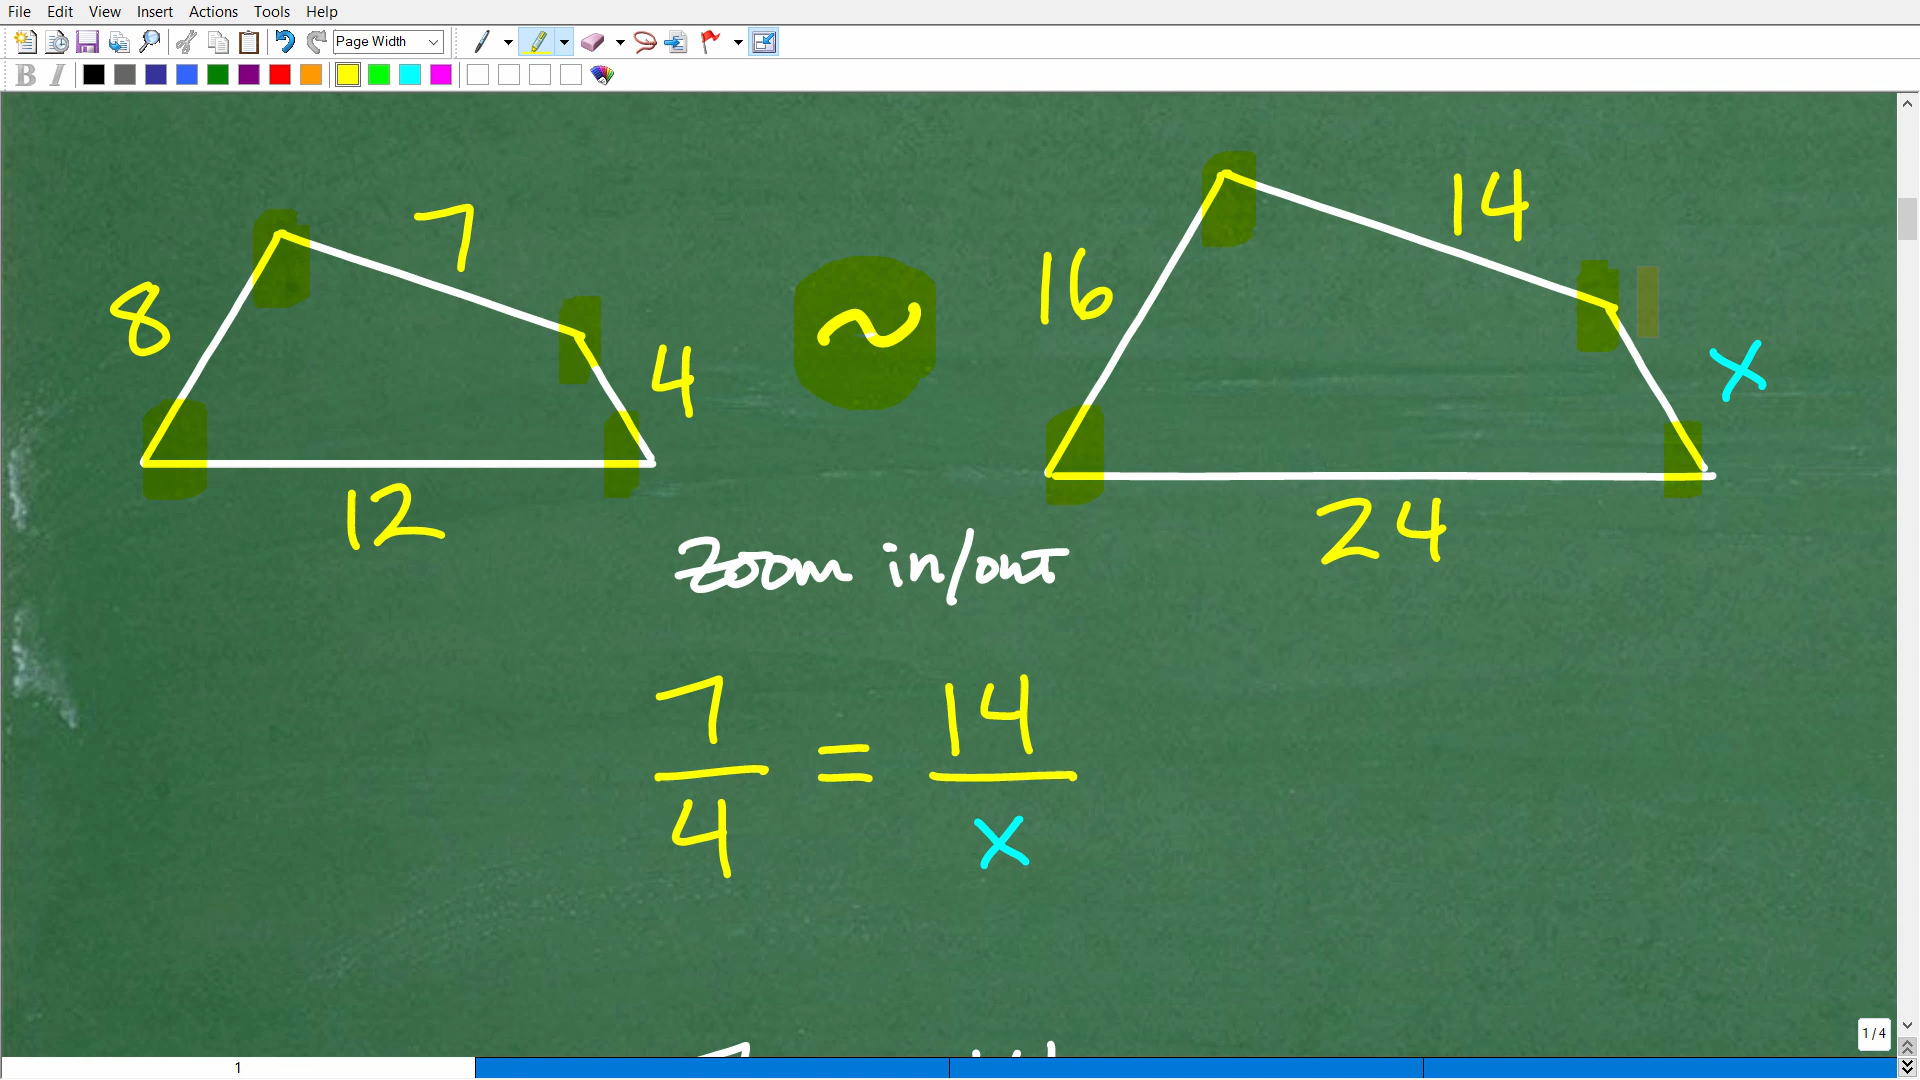 File Edit View Insert Actions Tools Help
Page Width
B I
7
8
4
12
~
14
16
x
24
Zoom in/out
7/4 = 14/x
1 / 4
1